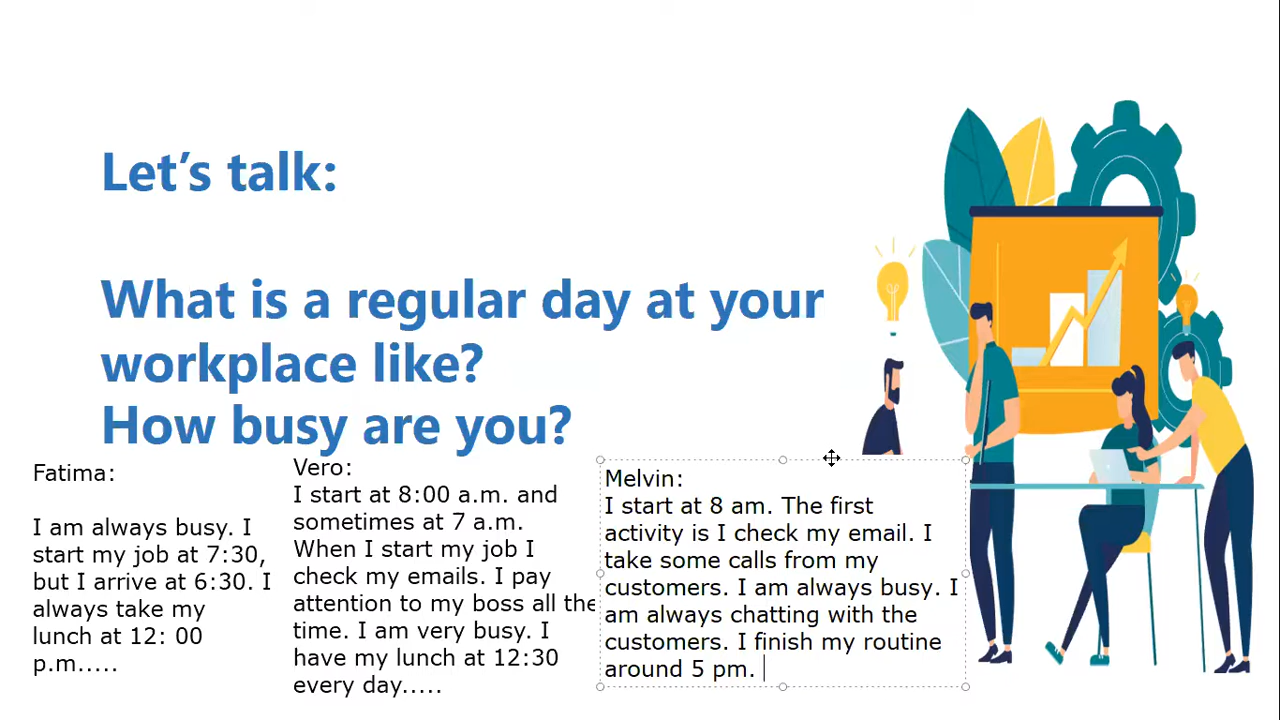 Let's talk:
What is a regular day at your
workplace like?
How busy are you?
Fatima:
I am always busy. I
start my job at 7:30,
but I arrive at 6:30. I
always take my
lunch at 12: 00
p.m.....
Vero:
I start at 8:00 a.m. and
sometimes at 7 a.m.
When I start my job I
check my emails. I pay
attention to my boss all the
time. I am very busy. I
have my lunch at 12:30
every day.....
Melvin:
I start at 8 am. The first
activity is I check my email. I
take some calls from my
customers. I am always busy. I
am always chatting with the
customers. I finish my routine
around 5 pm.